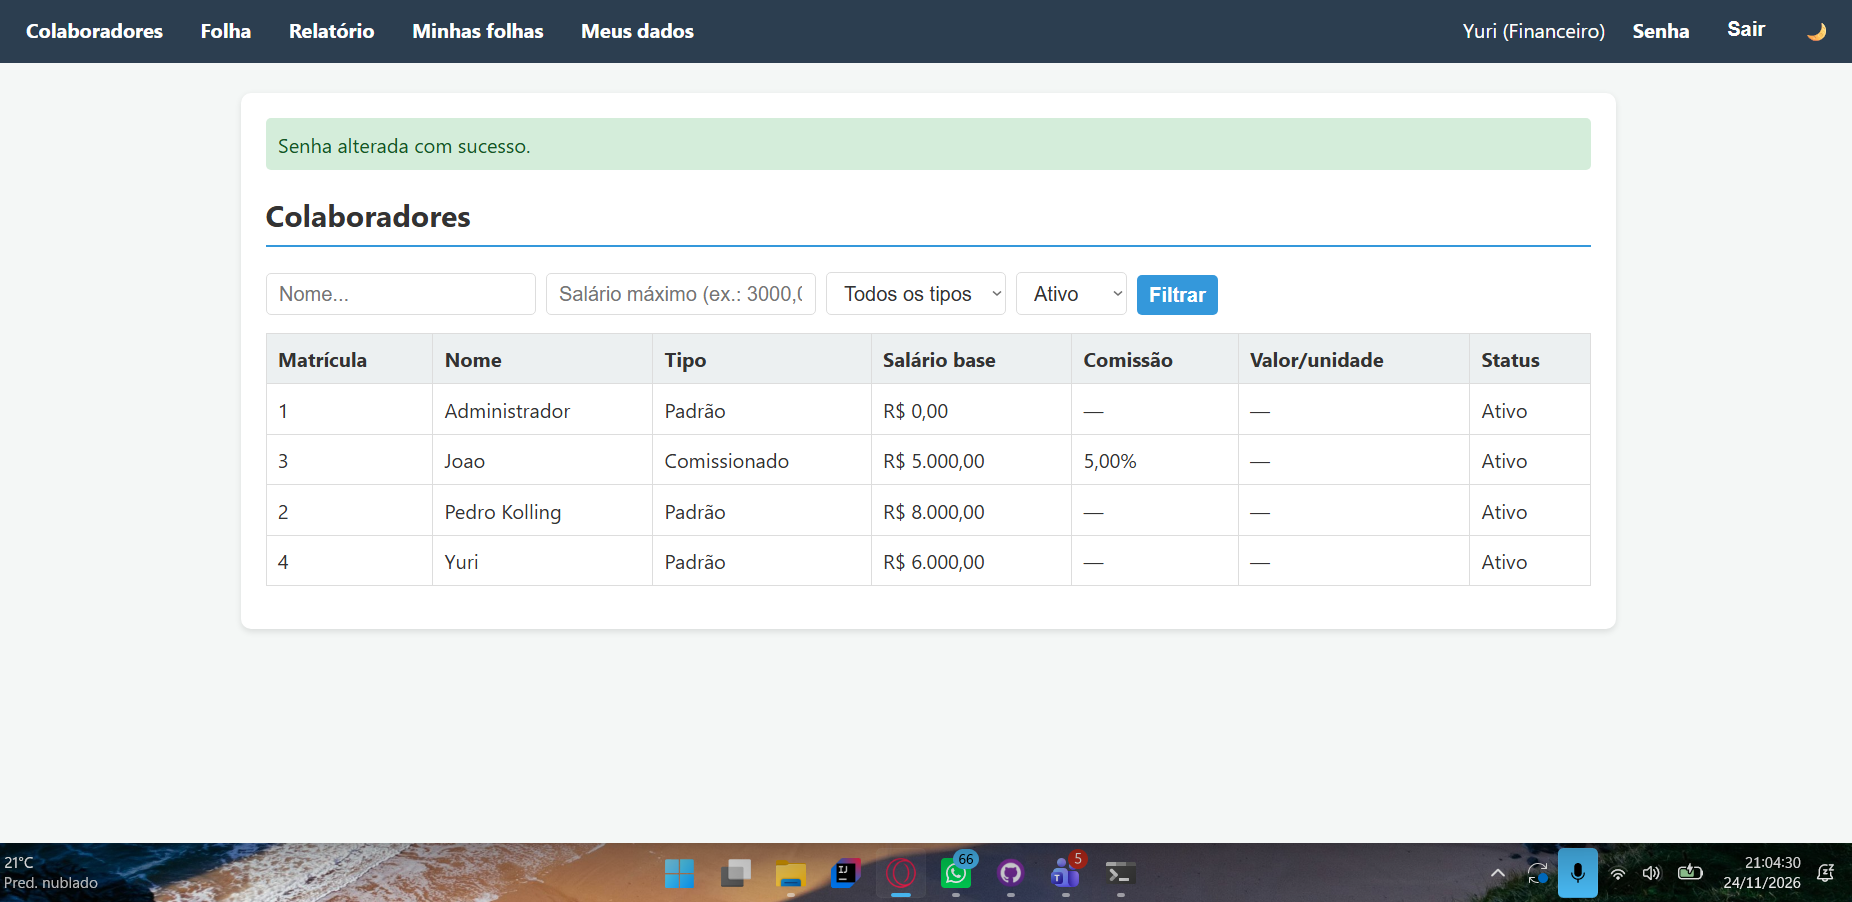 Colaboradores Folha Relatório Minhas folhas Meus dados Yuri (Financeiro) Senha Sair
Senha alterada com sucesso.
Colaboradores
Nome... Salário máximo (ex.: 3000,0 Todos os tipos Ativo Filtrar
Matrícula Nome Tipo Salário base Comissão Valor/unidade Status
1 Administrador Padrão R$ 0,00 — — Ativo
3 Joao Comissionado R$ 5.000,00 5,00% — Ativo
2 Pedro Kolling Padrão R$ 8.000,00 — — Ativo
4 Yuri Padrão R$ 6.000,00 — — Ativo
21°C
Pred. nublado
IJ
66
T
5
21:04:30
24/11/2026